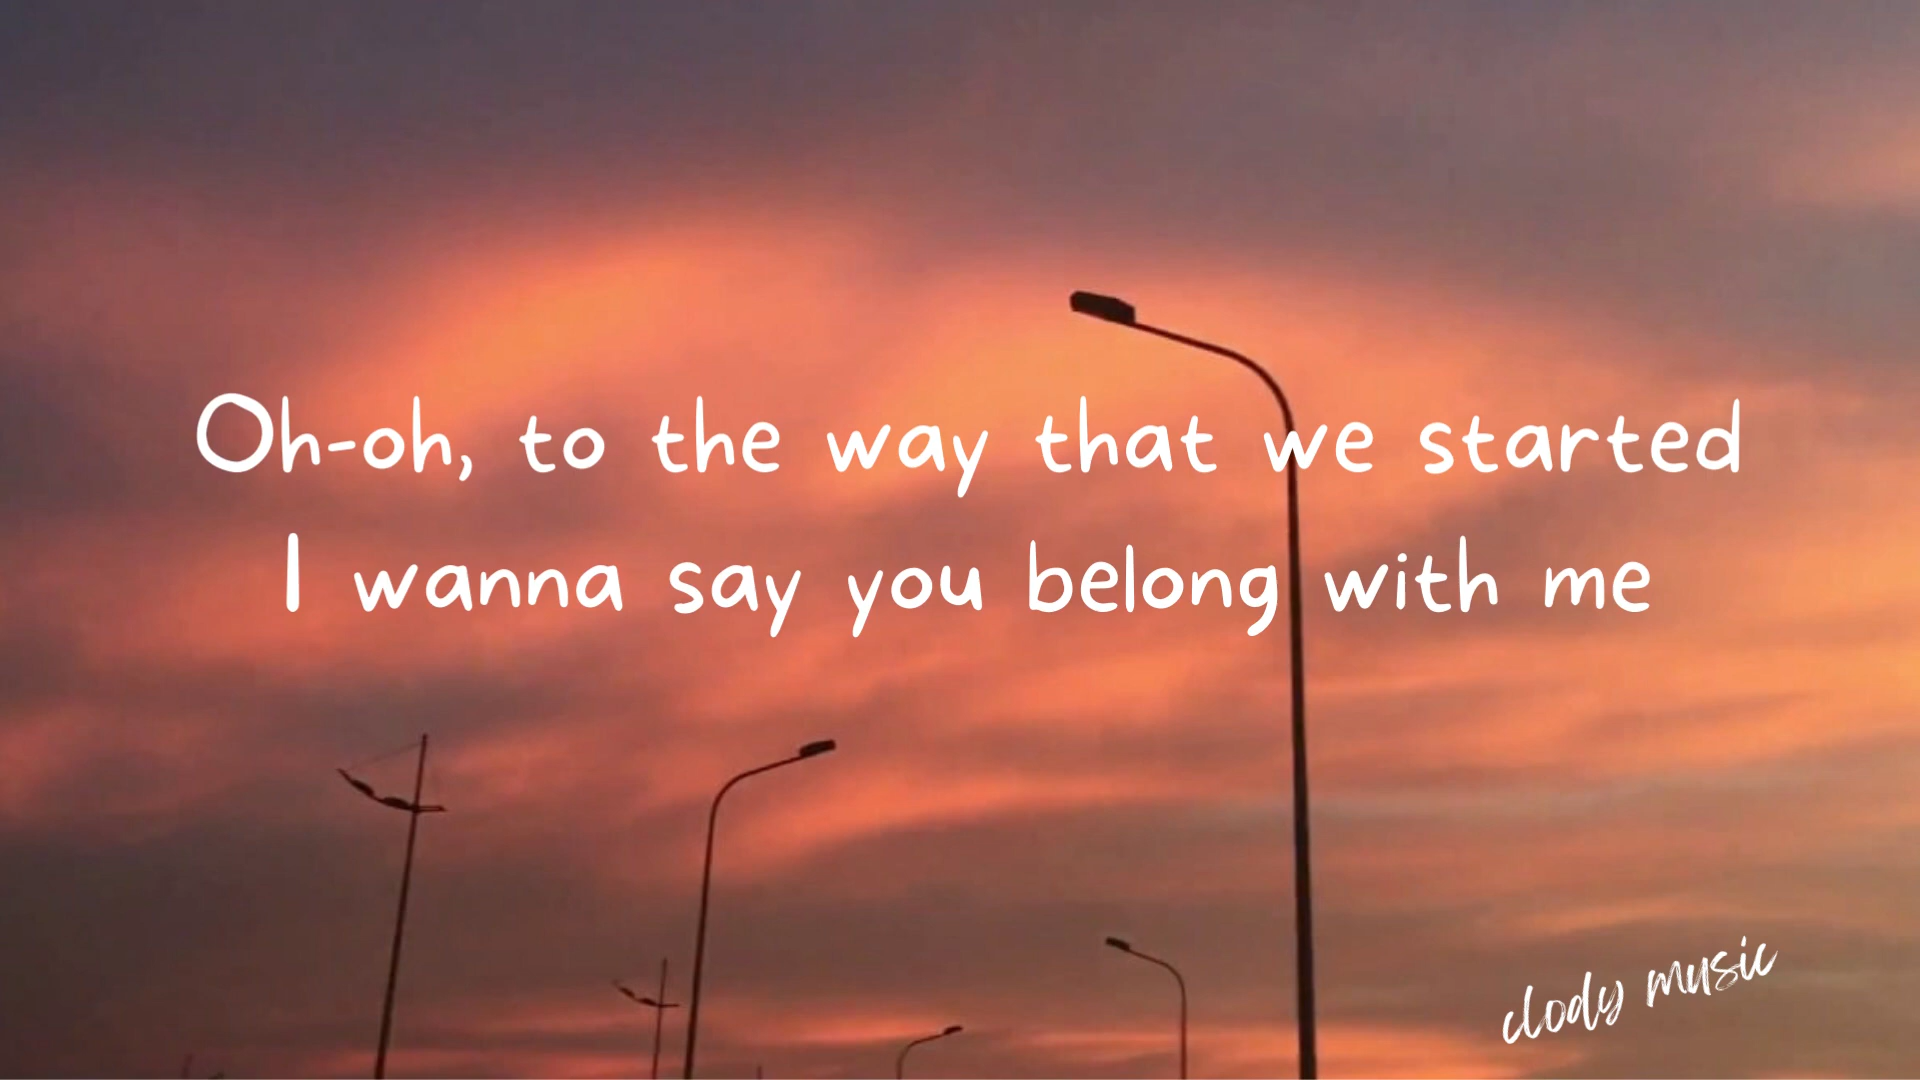 Oh-oh, to the way that we started
I wanna say you belong with me
clody music